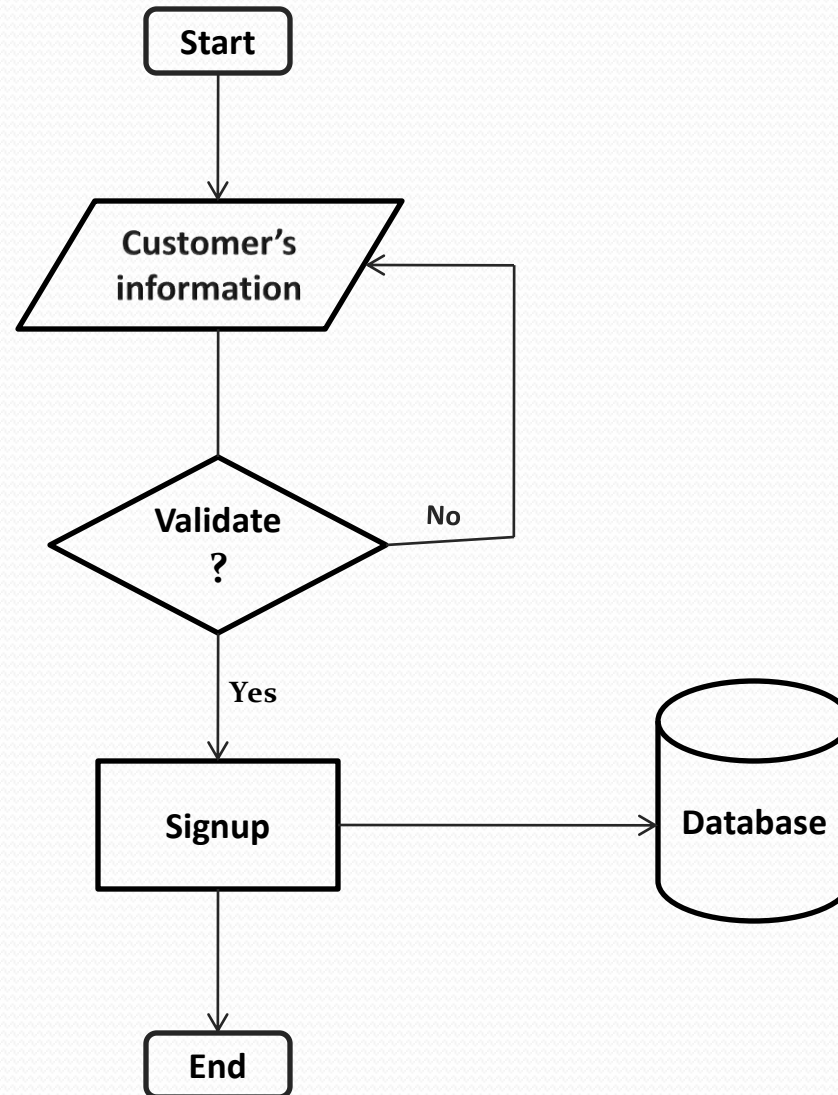 Start
Customer’s
information
Validate
?
No
Yes
Signup
Database
End